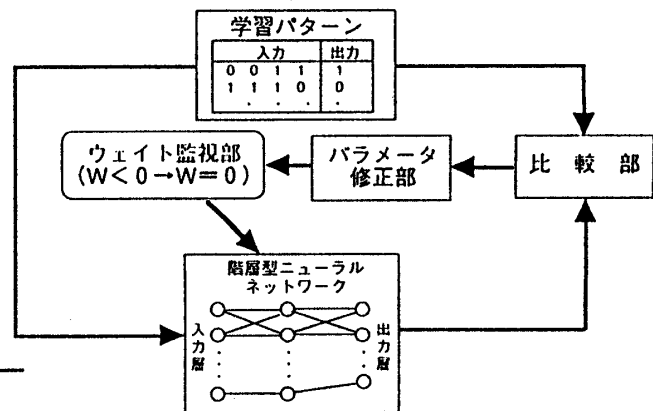 学習パターン
入力 出力
0 0 1 1 1
1 1 1 0 0
. . . .
ウェイト監視部
(W<0→W=0)
パラメータ
修正部
比較部
階層型ニューラル
ネットワーク
入力層
出力層